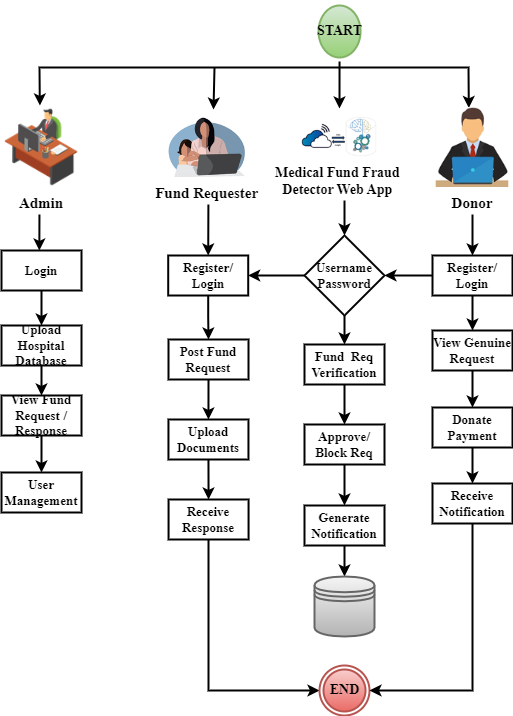 START
Admin
Fund Requester
Medical Fund Fraud
Detector Web App
Donor
Login
Upload
Hospital
Database
View Fund
Request /
Response
User
Management
Register/
Login
Post Fund
Request
Upload
Documents
Receive
Response
Username
Password
Fund Req
Verification
Approve/
Block Req
Generate
Notification
Register/
Login
View Genuine
Request
Donate
Payment
Receive
Notification
END